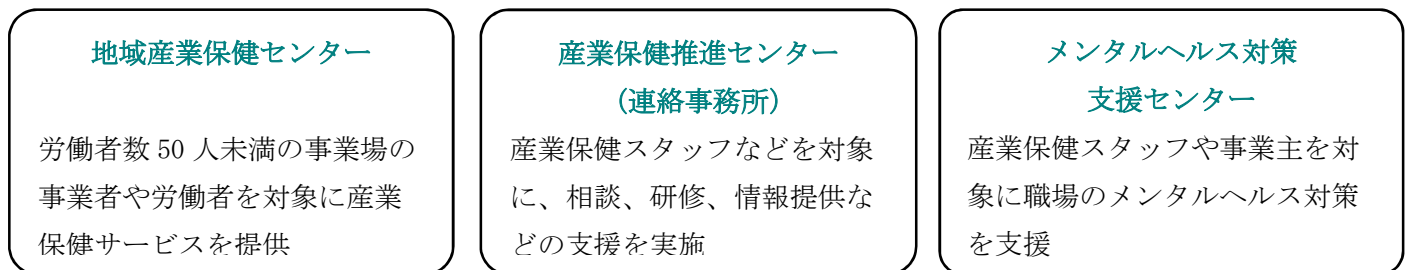 地域産業保健センター
労働者数 50 人未満の事業場の
事業者や労働者を対象に産業
保健サービスを提供
産業保健推進センター
（連絡事務所）
産業保健スタッフなどを対象
に、相談、研修、情報提供な
どの支援を実施
メンタルヘルス対策
支援センター
産業保健スタッフや事業主を対
象に職場のメンタルヘルス対策
を支援